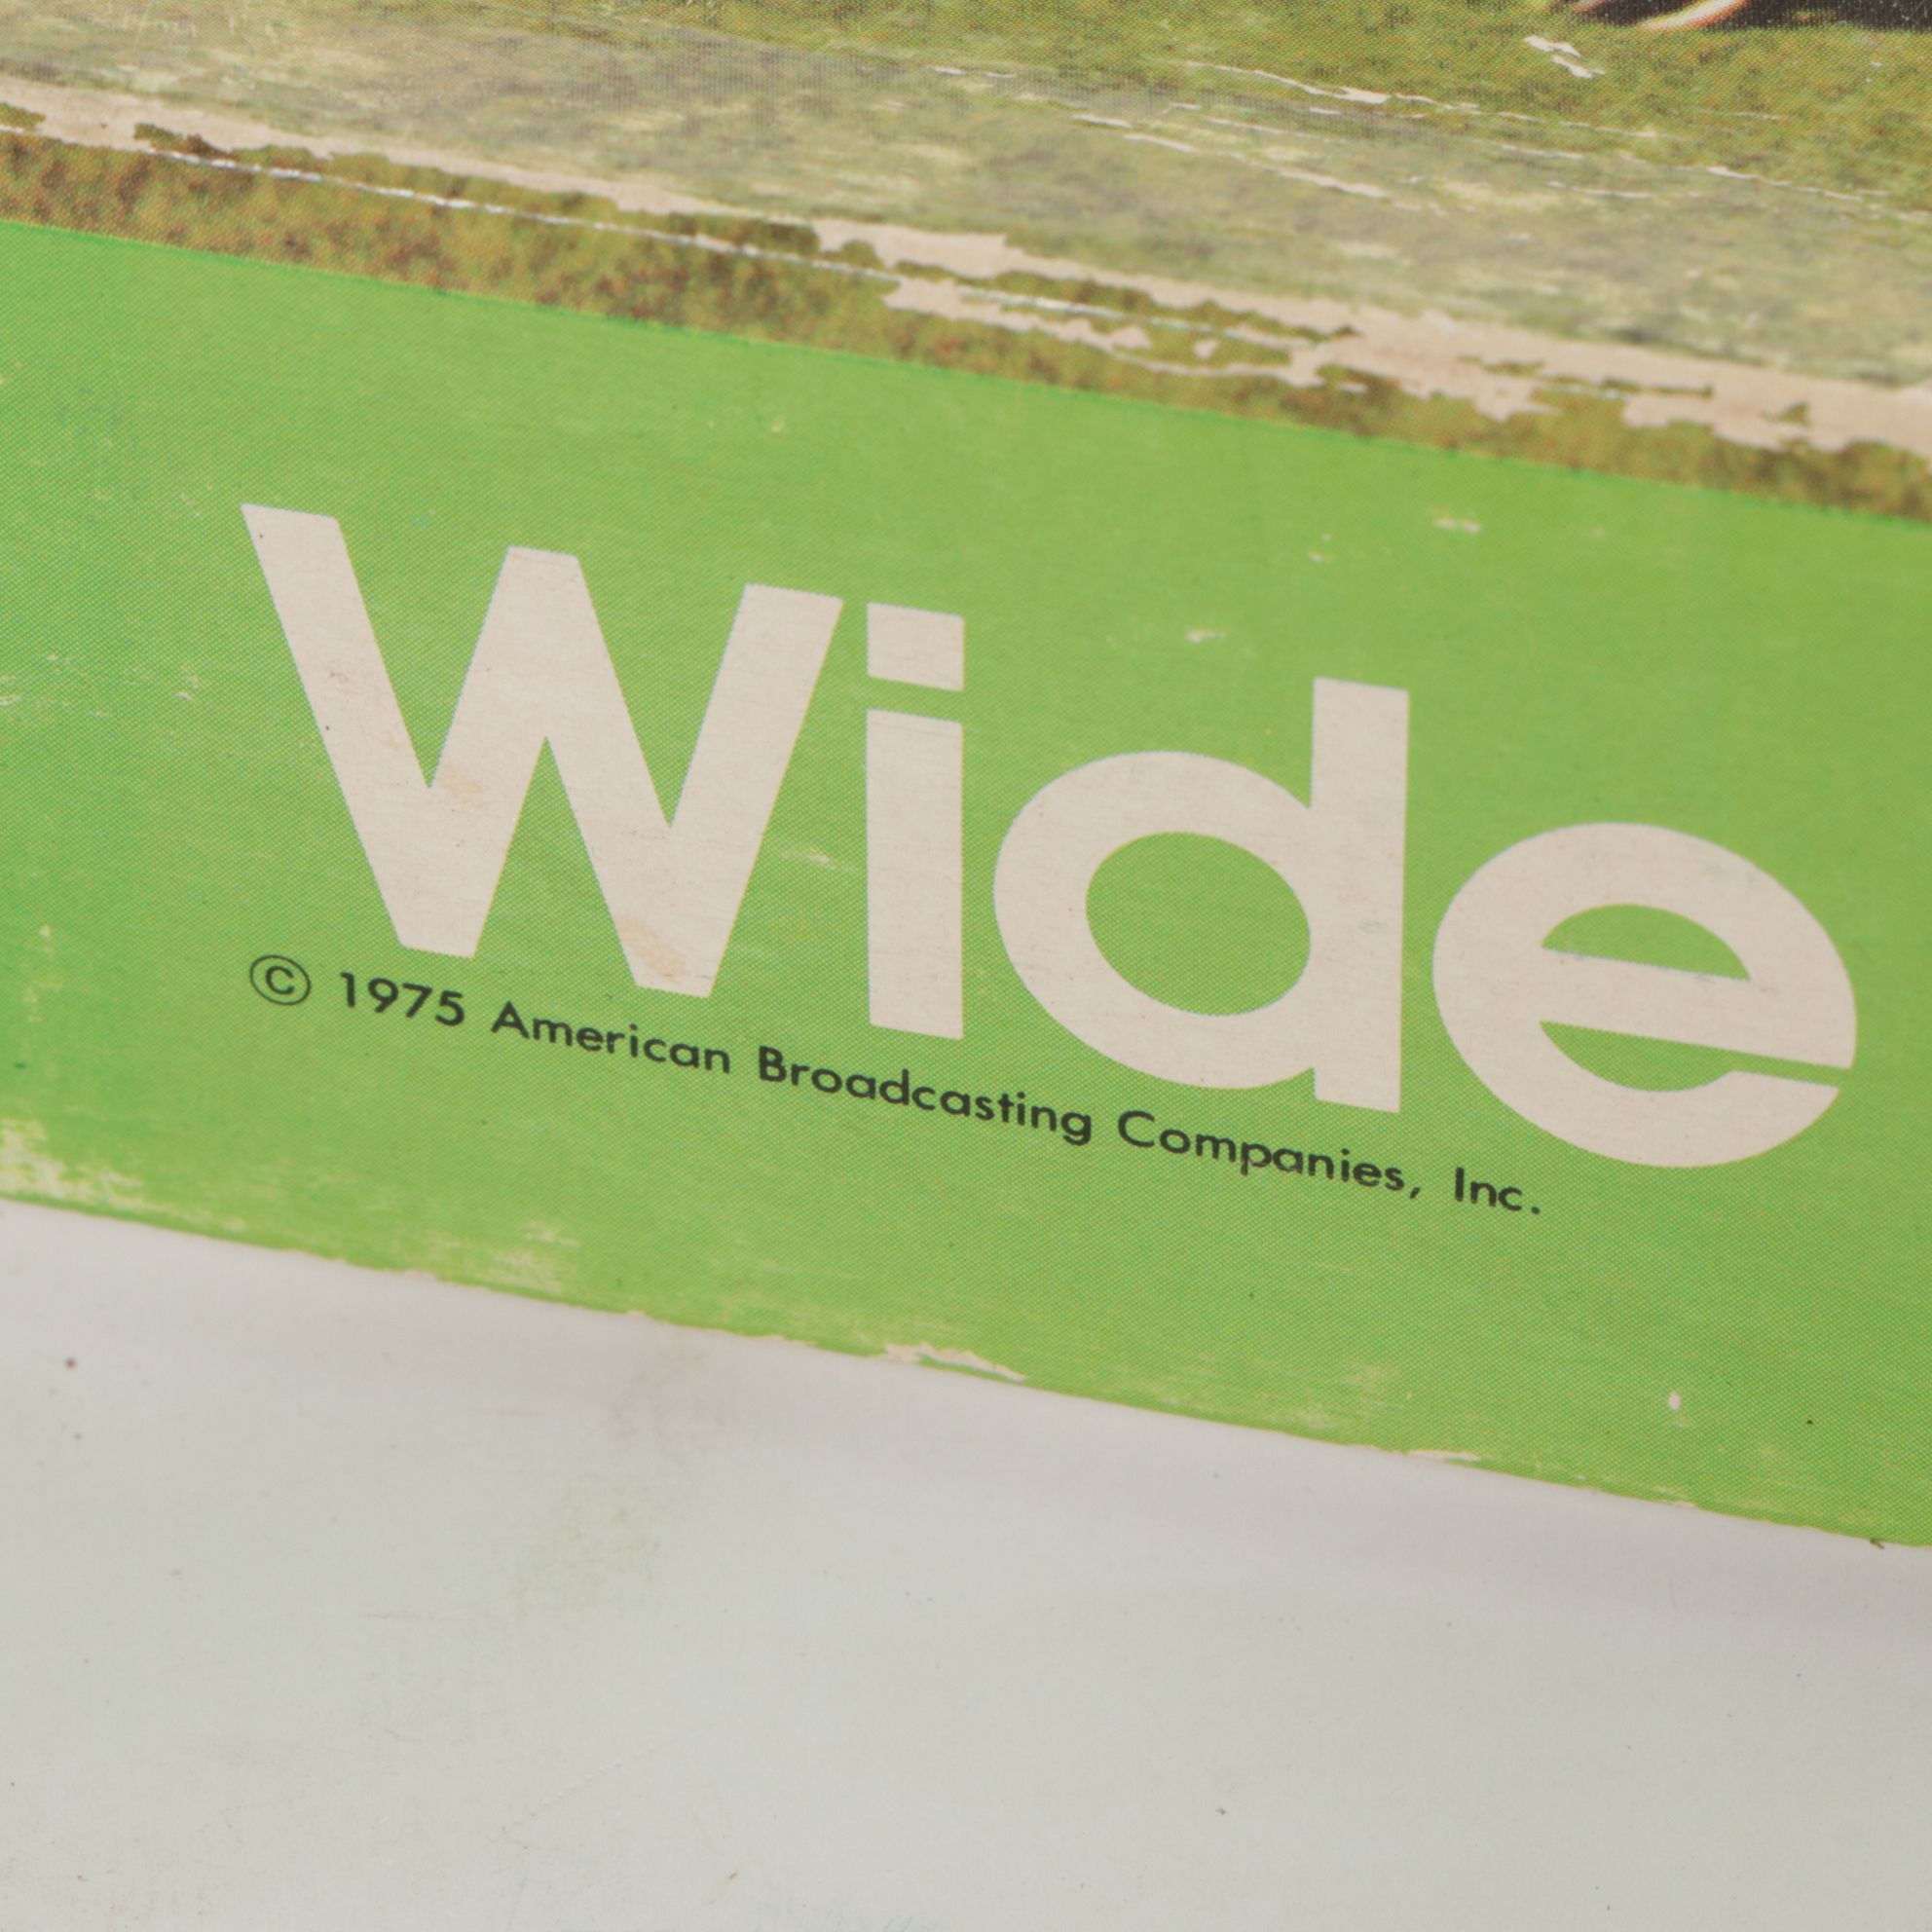 Wide
© 1975 American Broadcasting Companies, Inc.